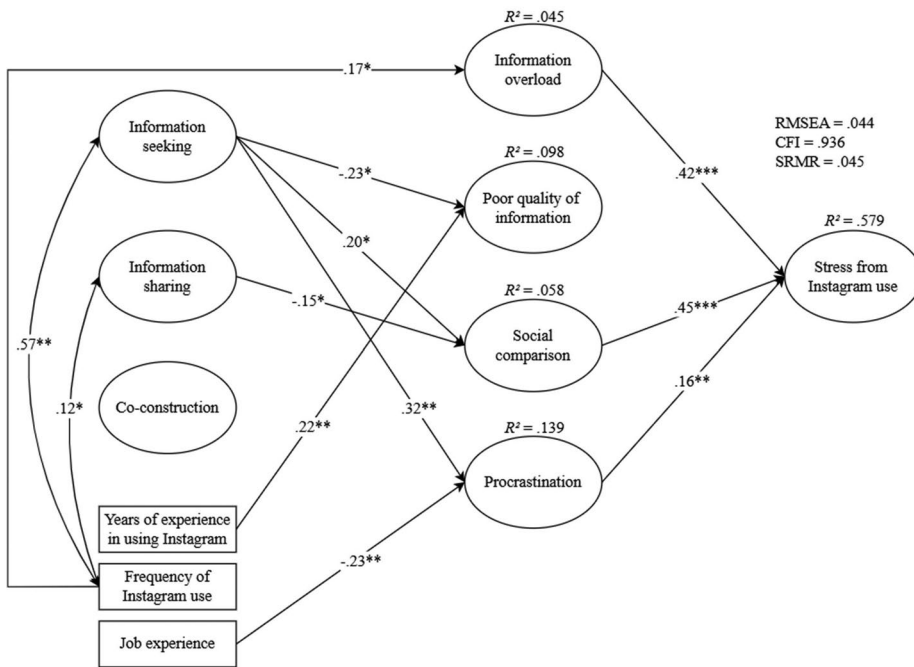 R² = .045
Information
overload
.17*
Information
seeking
RMSEA = .044
CFI = .936
SRMR = .045
R² = .098
-.23*
.42***
Poor quality of
information
R² = .579
.20*
Information
sharing
Stress from
Instagram use
R² = .058
-.15*
.45***
Social
comparison
.57**
.12*
Co-construction
.32**
.16**
.22**
R² = .139
Procrastination
Years of experience
in using Instagram
-.23**
Frequency of
Instagram use
Job experience